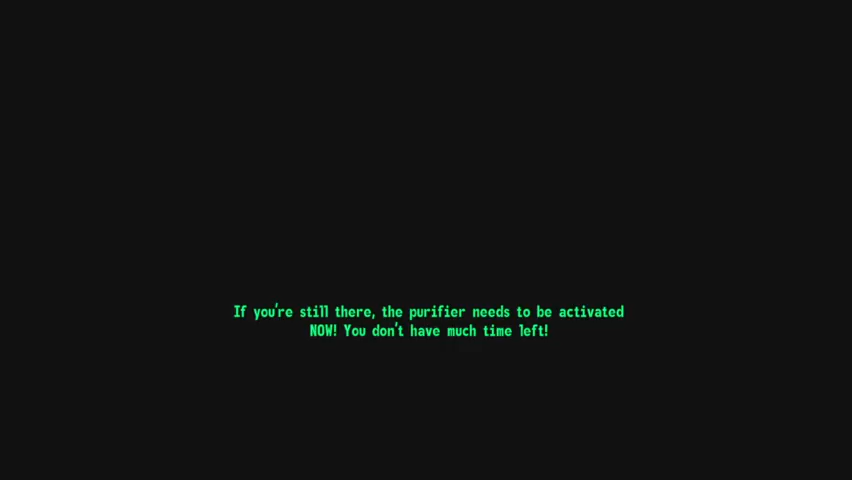 If you're still there, the purifier needs to be activated
NOW! You don't have much time left!